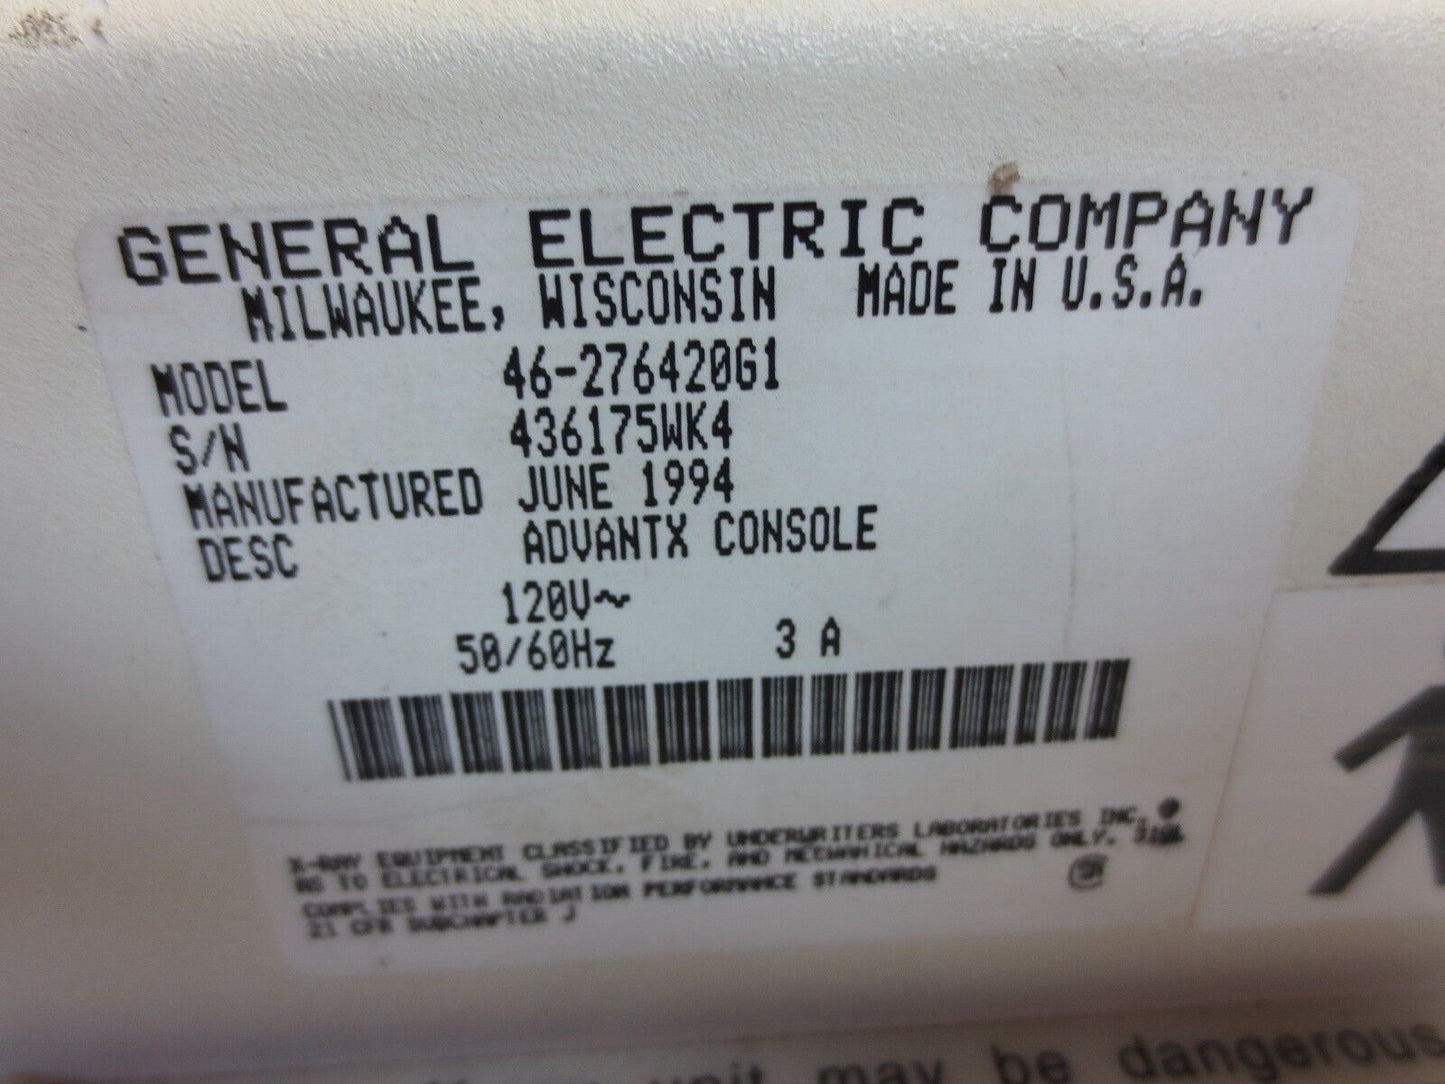 GENERAL ELECTRIC COMPANY
MILWAUKEE, WISCONSIN MADE IN U.S.A.
MODEL 46-276420G1
S/N 436175WK4
MANUFACTURED JUNE 1994
DESC ADVANTX CONSOLE
120V~
50/60Hz 3 A
X-RAY EQUIPMENT CLASSIFIED BY UNDERWRITERS LABORATORIES INC.
AS TO ELECTRICAL SHOCK, FIRE, AND MECHANICAL HAZARDS ONLY.
COMPLIES WITH RADIATION PERFORMANCE STANDARDS
21 CFR SUBCHAPTER J
unit may be dangerous